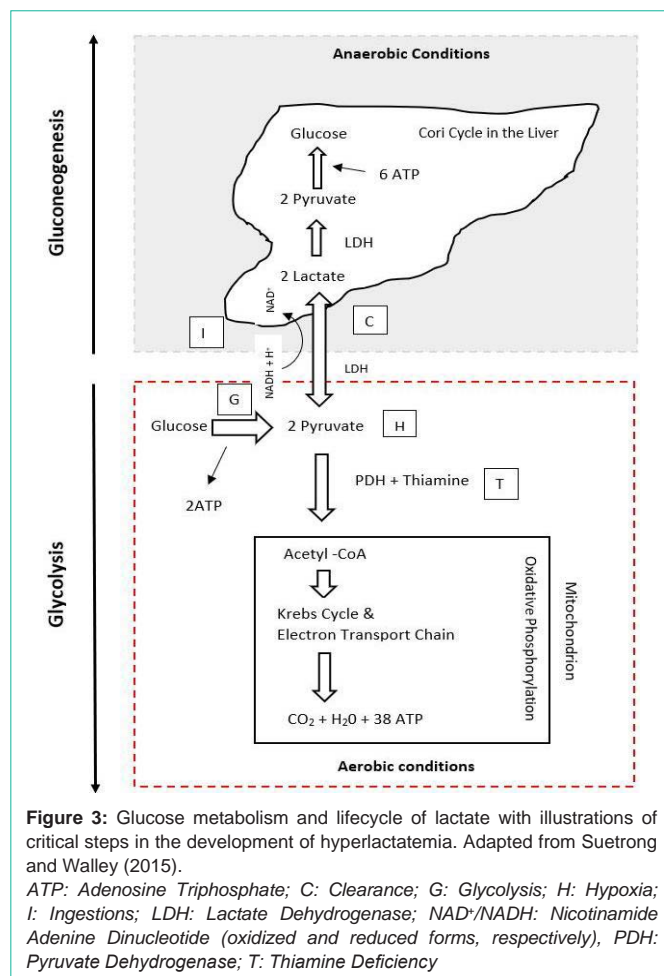 Anaerobic Conditions
Gluconeogenesis
Glucose
Cori Cycle in the Liver
6 ATP
2 Pyruvate
LDH
2 Lactate
NAD⁺
I
C
NADH + H⁺
LDH
G
Glucose
2 Pyruvate
H
2ATP
PDH + Thiamine
T
Glycolysis
Acetyl -CoA
Krebs Cycle &
Electron Transport Chain
CO₂ + H₂0 + 38 ATP
Oxidative Phosphorylation
Mitochondrion
Aerobic conditions
Figure 3: Glucose metabolism and lifecycle of lactate with illustrations of
critical steps in the development of hyperlactatemia. Adapted from Suetrong
and Walley (2015).
ATP: Adenosine Triphosphate; C: Clearance; G: Glycolysis; H: Hypoxia;
I: Ingestions; LDH: Lactate Dehydrogenase; NAD⁺/NADH: Nicotinamide
Adenine Dinucleotide (oxidized and reduced forms, respectively), PDH:
Pyruvate Dehydrogenase; T: Thiamine Deficiency